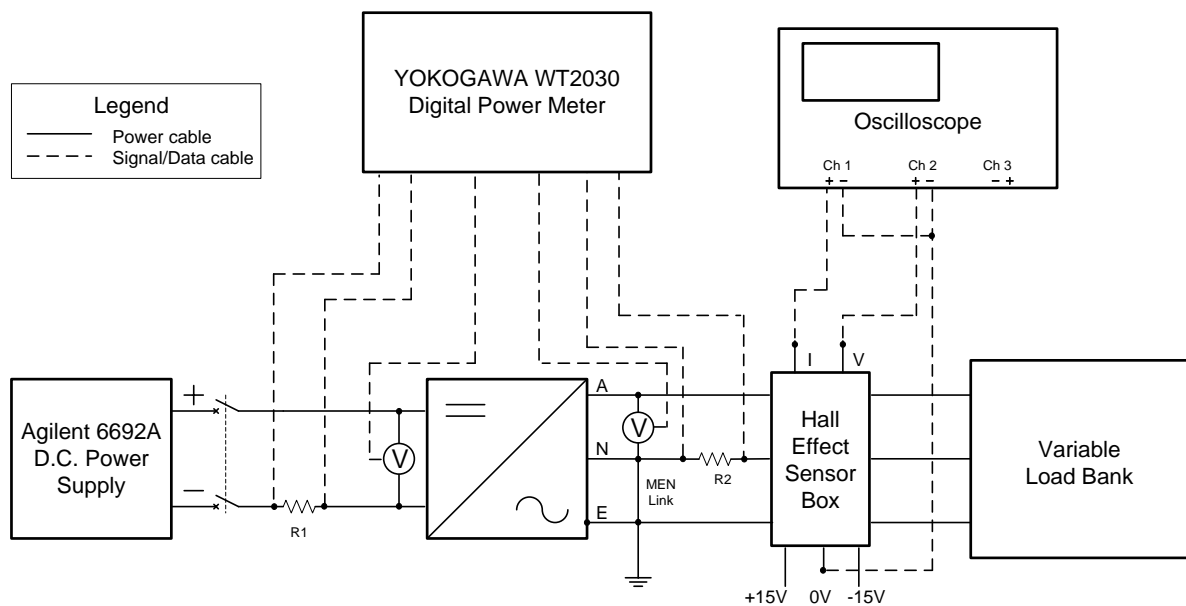 YOKOGAWA WT2030
Digital Power Meter
Legend
Power cable
Signal/Data cable
Oscilloscope
Ch 1
Ch 2
Ch 3
+ −
+ −
− +
I
V
+
−
Agilent 6692A
D.C. Power
Supply
R1
V
A
V
N
R2
MEN
Link
E
Hall
Effect
Sensor
Box
Variable
Load Bank
+15V
0V
-15V